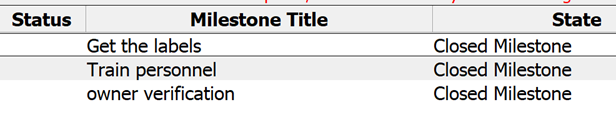 Status Milestone Title State
Get the labels Closed Milestone
Train personnel Closed Milestone
owner verification Closed Milestone